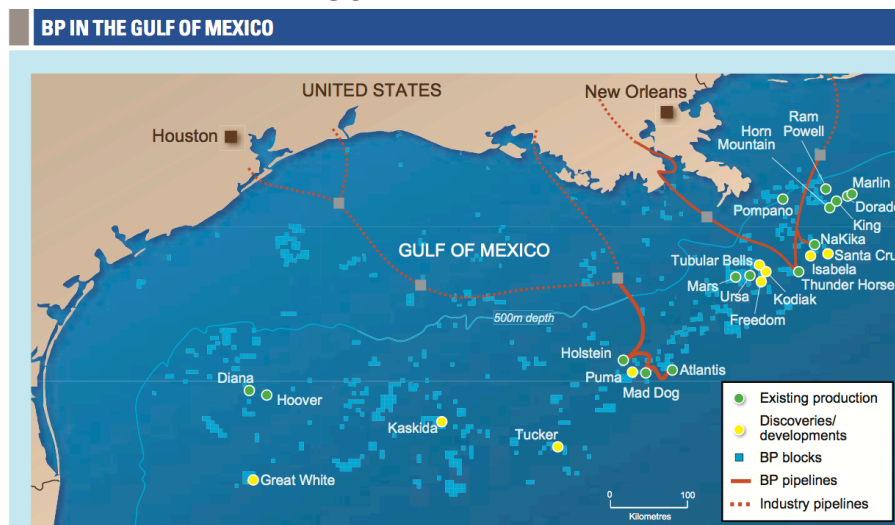 BP IN THE GULF OF MEXICO
UNITED STATES
New Orleans
Houston
Ram
Powell
Horn
Mountain
Marlin
Dorado
King
Pompano
NaKika
Santa Cru
Isabela
Thunder Horse
Tubular Bells
Mars
Ursa
Kodiak
Freedom
GULF OF MEXICO
500m depth
Holstein
Puma
Atlantis
Mad Dog
Diana
Hoover
Kaskida
Tucker
Great White
Existing production
Discoveries/
developments
BP blocks
BP pipelines
Industry pipelines
0 100
Kilometres